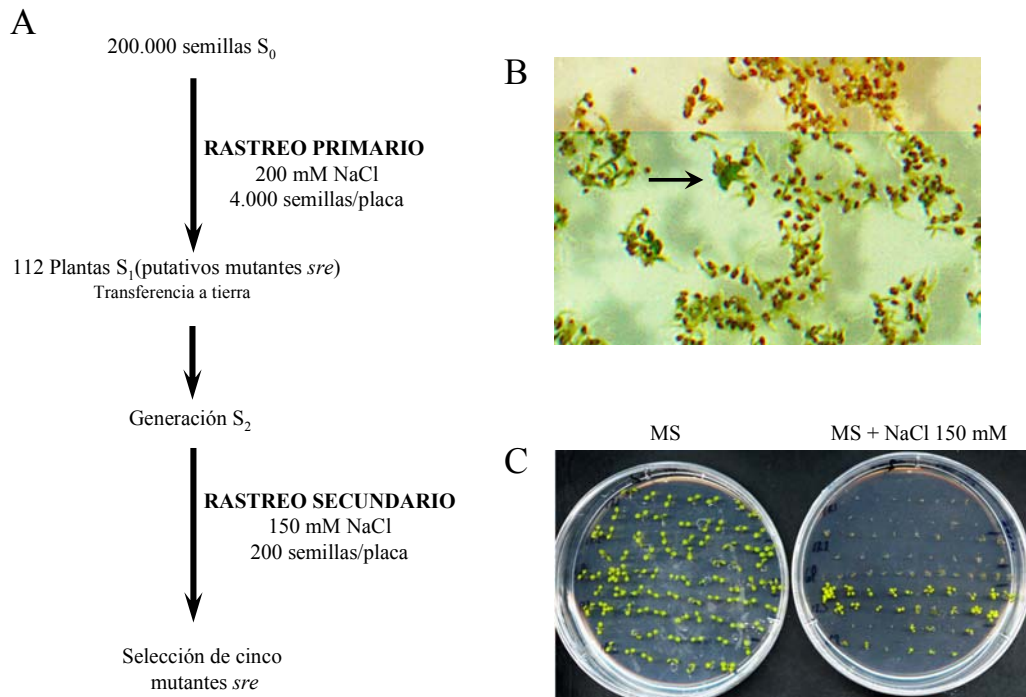 A
200.000 semillas S0
RASTREO PRIMARIO
200 mM NaCl
4.000 semillas/placa
112 Plantas S1(putativos mutantes sre)
Transferencia a tierra
Generación S2
RASTREO SECUNDARIO
150 mM NaCl
200 semillas/placa
Selección de cinco
mutantes sre
B
C
MS
MS + NaCl 150 mM